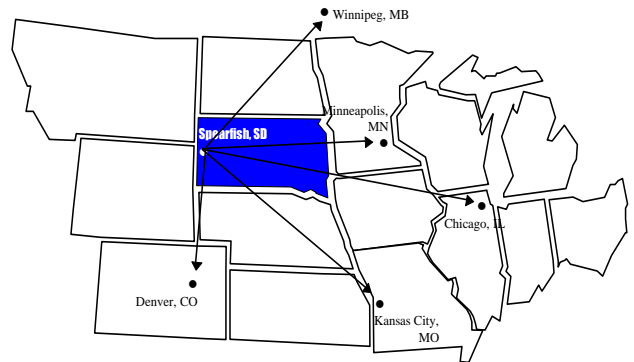 Winnipeg, MB
Minneapolis,
MN
Spearfish, SD
Chicago, IL
Denver, CO
Kansas City,
MO